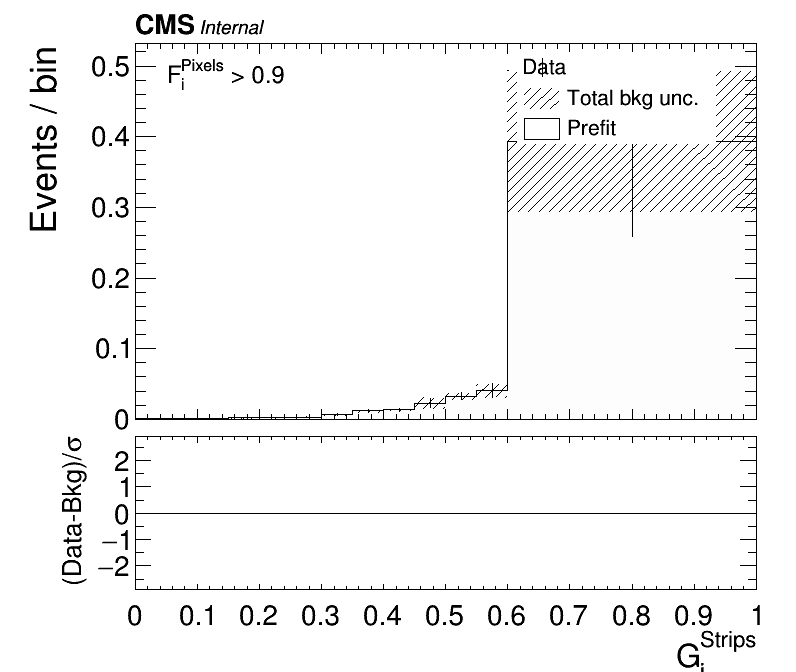 CMS Internal
F_i^Pixels > 0.9
Data
Total bkg unc.
Prefit
Events / bin
0.5
0.4
0.3
0.2
0.1
0
(Data-Bkg)/σ
2
1
0
−1
−2
0 0.1 0.2 0.3 0.4 0.5 0.6 0.7 0.8 0.9 1
G_i^Strips